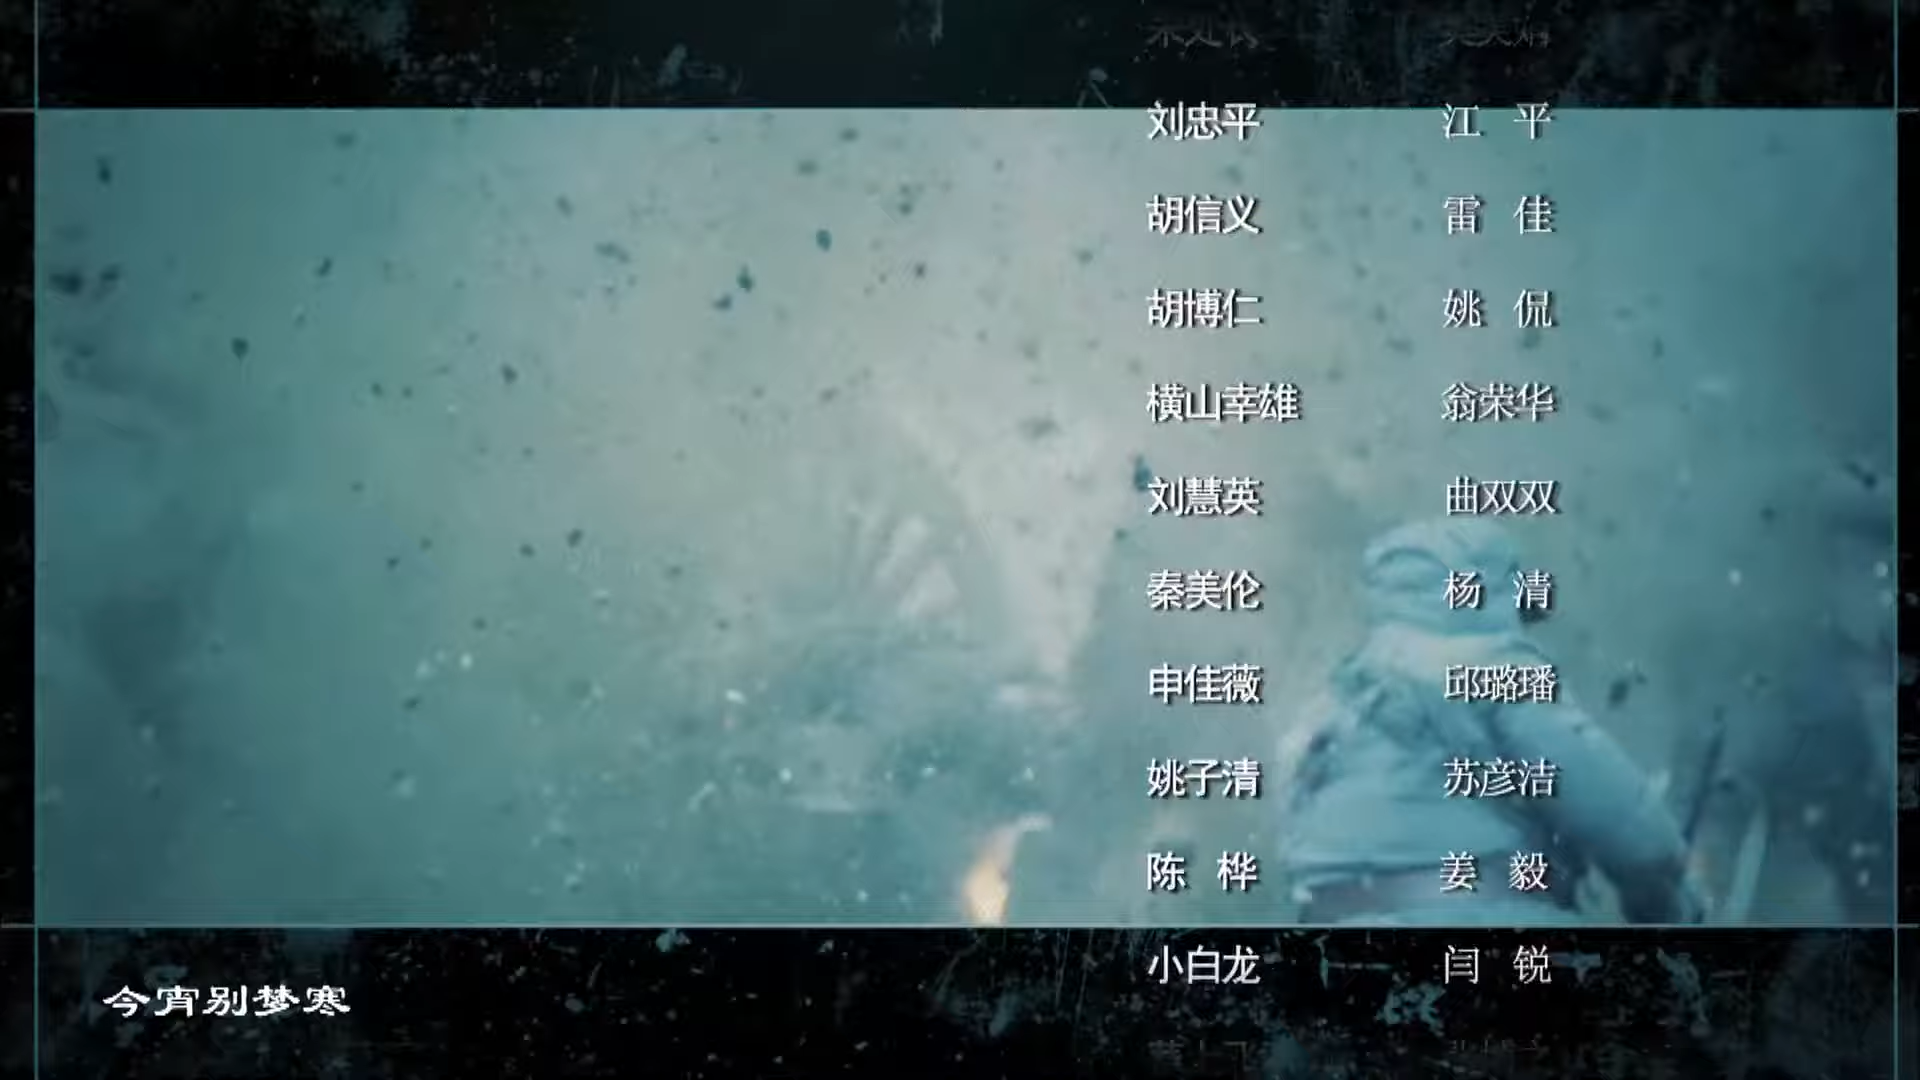 刘忠平 江 平
胡信义 雷 佳
胡博仁 姚 侃
横山幸雄 翁荣华
刘慧英 曲双双
秦美伦 杨 清
申佳薇 邱璐璠
姚子清 苏彦洁
陈 桦 姜 毅
小白龙 闫 锐
今宵别梦寒